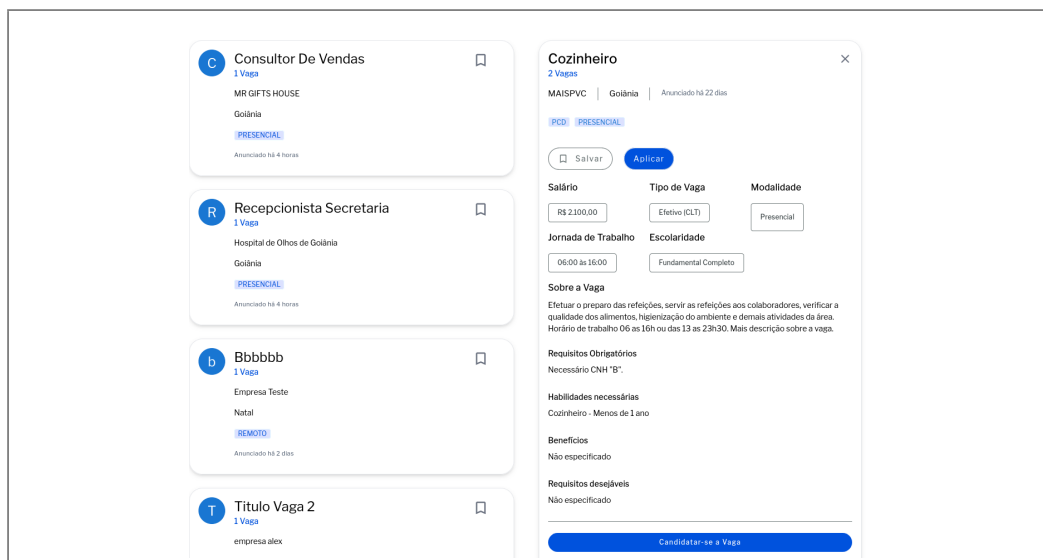 C
Consultor De Vendas
1 Vaga
MR GIFTS HOUSE
Goiânia
PRESENCIAL
Anunciado há 4 horas
R
Recepcionista Secretaria
1 Vaga
Hospital de Olhos de Goiânia
Goiânia
PRESENCIAL
Anunciado há 4 horas
b
Bbbbbb
1 Vaga
Empresa Teste
Natal
REMOTO
Anunciado há 2 dias
T
Titulo Vaga 2
1 Vaga
empresa alex
Cozinheiro
2 Vagas
MAISPVC Goiânia Anunciado há 22 dias
PCD PRESENCIAL
Salvar Aplicar
Salário Tipo de Vaga Modalidade
R$ 2.100,00 Efetivo (CLT) Presencial
Jornada de Trabalho Escolaridade
06:00 às 16:00 Fundamental Completo
Sobre a Vaga
Efetuar o preparo das refeições, servir as refeições aos colaboradores, verificar a
qualidade dos alimentos, higienização do ambiente e demais atividades da área.
Horário de trabalho 06 as 16h ou das 13 as 23h30. Mais descrição sobre a vaga.
Requisitos Obrigatórios
Necessário CNH "B".
Habilidades necessárias
Cozinheiro - Menos de 1 ano
Benefícios
Não especificado
Requisitos desejáveis
Não especificado
Candidatar-se a Vaga